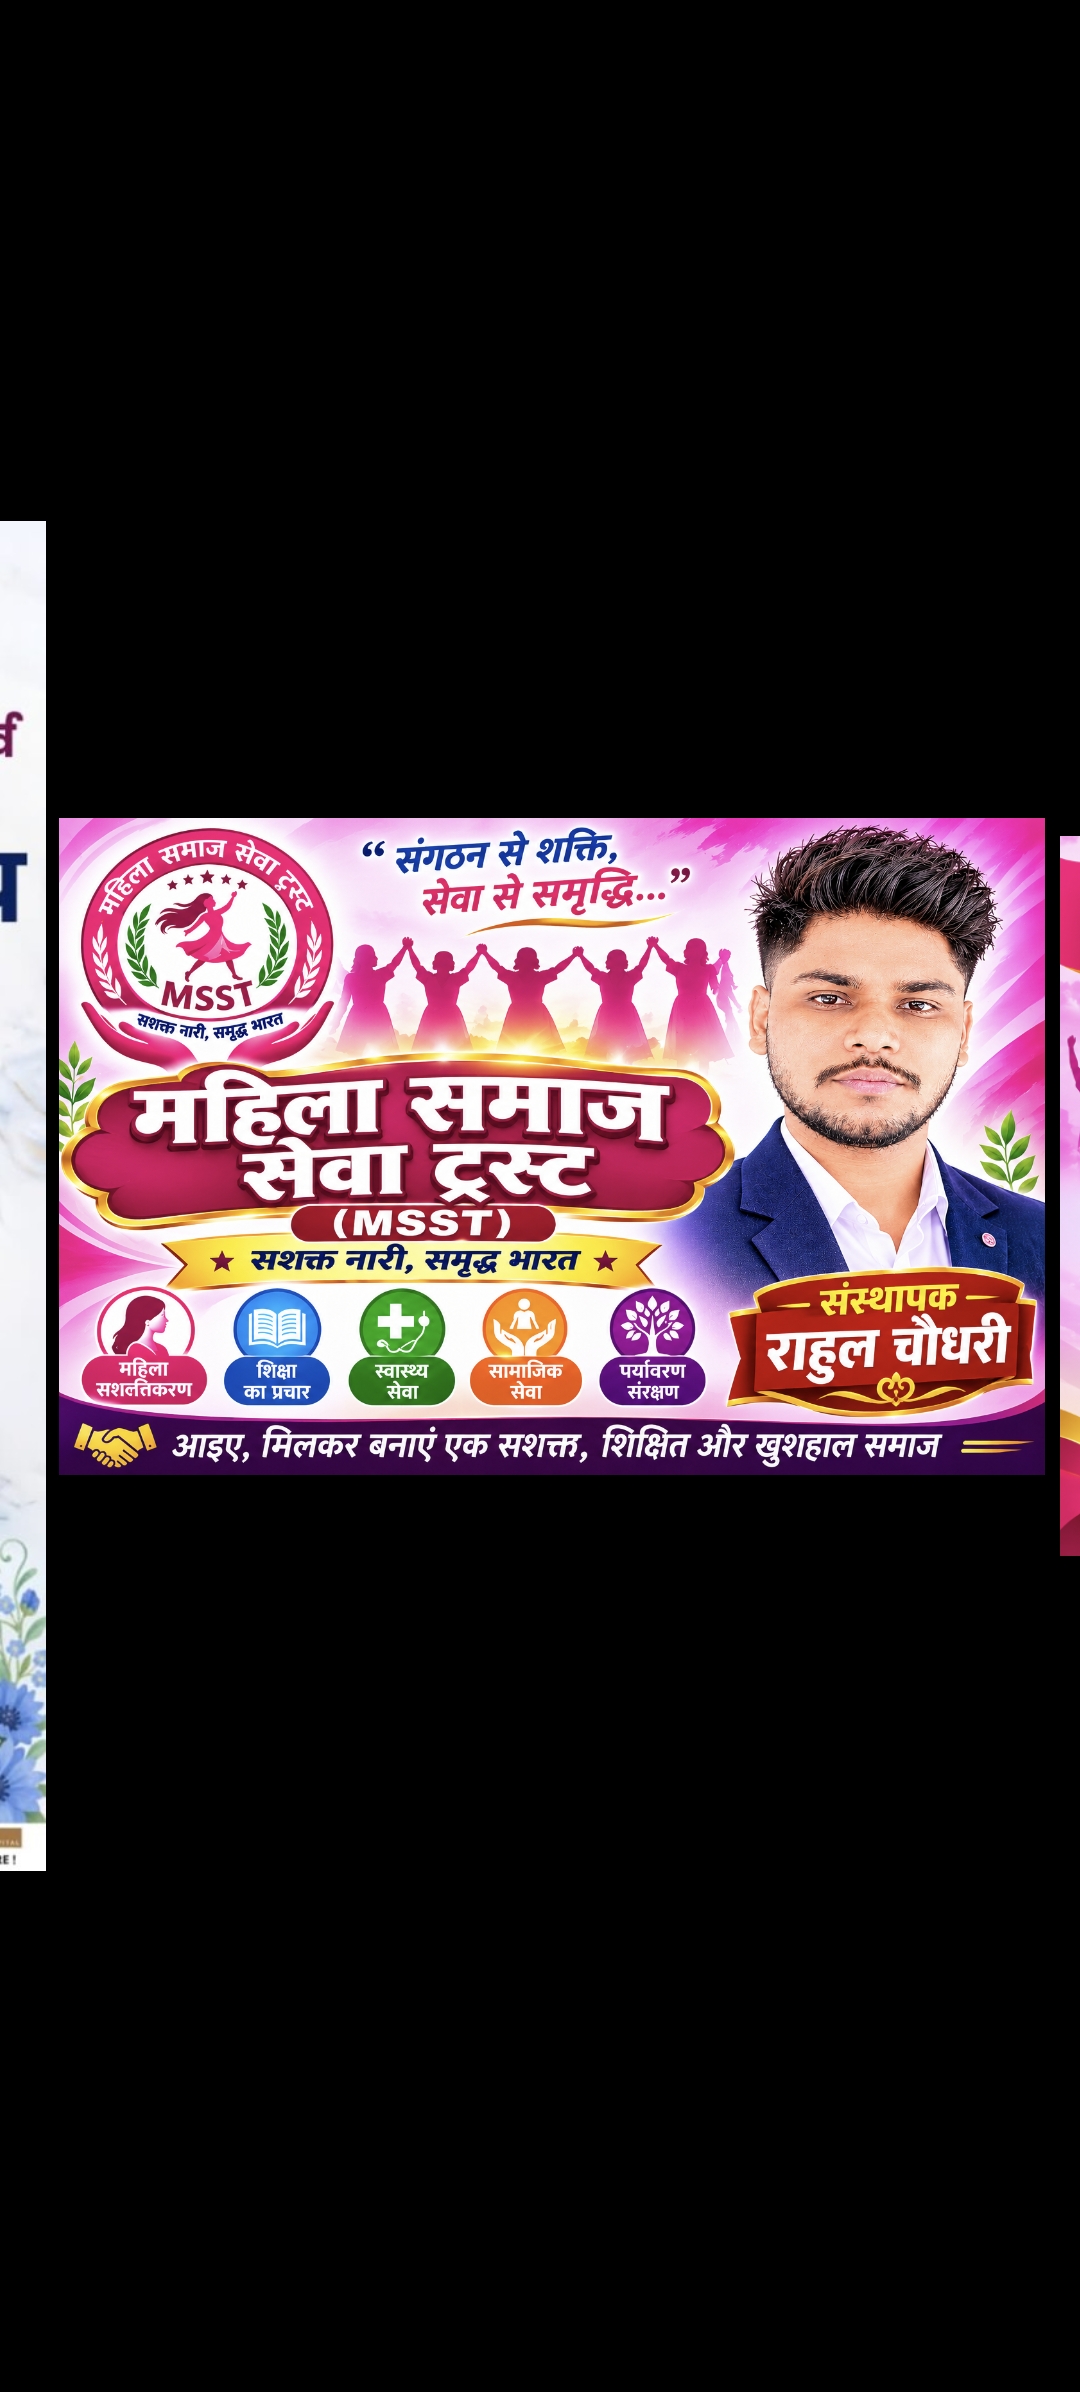 र्व
RE!
महिला समाज सेवा ट्रस्ट
MSST
सशक्त नारी, समृद्ध भारत
“ संगठन से शक्ति,
सेवा से समृद्धि...”
महिला समाज
सेवा ट्रस्ट
(MSST)
सशक्त नारी, समृद्ध भारत
महिला
सशक्तिकरण
शिक्षा
का प्रचार
स्वास्थ्य
सेवा
सामाजिक
सेवा
पर्यावरण
संरक्षण
संस्थापक
राहुल चौधरी
आइए, मिलकर बनाएं एक सशक्त, शिक्षित और खुशहाल समाज